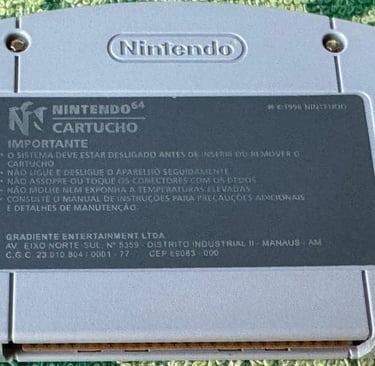 Nintendo
® © 1996 NINTENDO
NINTENDO 64
CARTUCHO
IMPORTANTE
• O SISTEMA DEVE ESTAR DESLIGADO ANTES DE INSERIR OU REMOVER O
CARTUCHO
• NÃO LIGUE E DESLIGUE O APARELHO SEGUIDAMENTE
• NÃO ASSOPRE OU TOQUE OS CONECTORES COM OS DEDOS
• NÃO MOLHE NEM EXPONHA A TEMPERATURAS ELEVADAS
• CONSULTE O MANUAL DE INSTRUÇÕES PARA PRECAUÇÕES ADICIONAIS
E DETALHES DE MANUTENÇÃO.
GRADIENTE ENTERTAINMENT LTDA.
AV. EIXO NORTE-SUL, Nº 5359 - DISTRITO INDUSTRIAL II - MANAUS - AM
C.G.C. 23.010.804 / 0001 - 77 CEP 69083 - 000